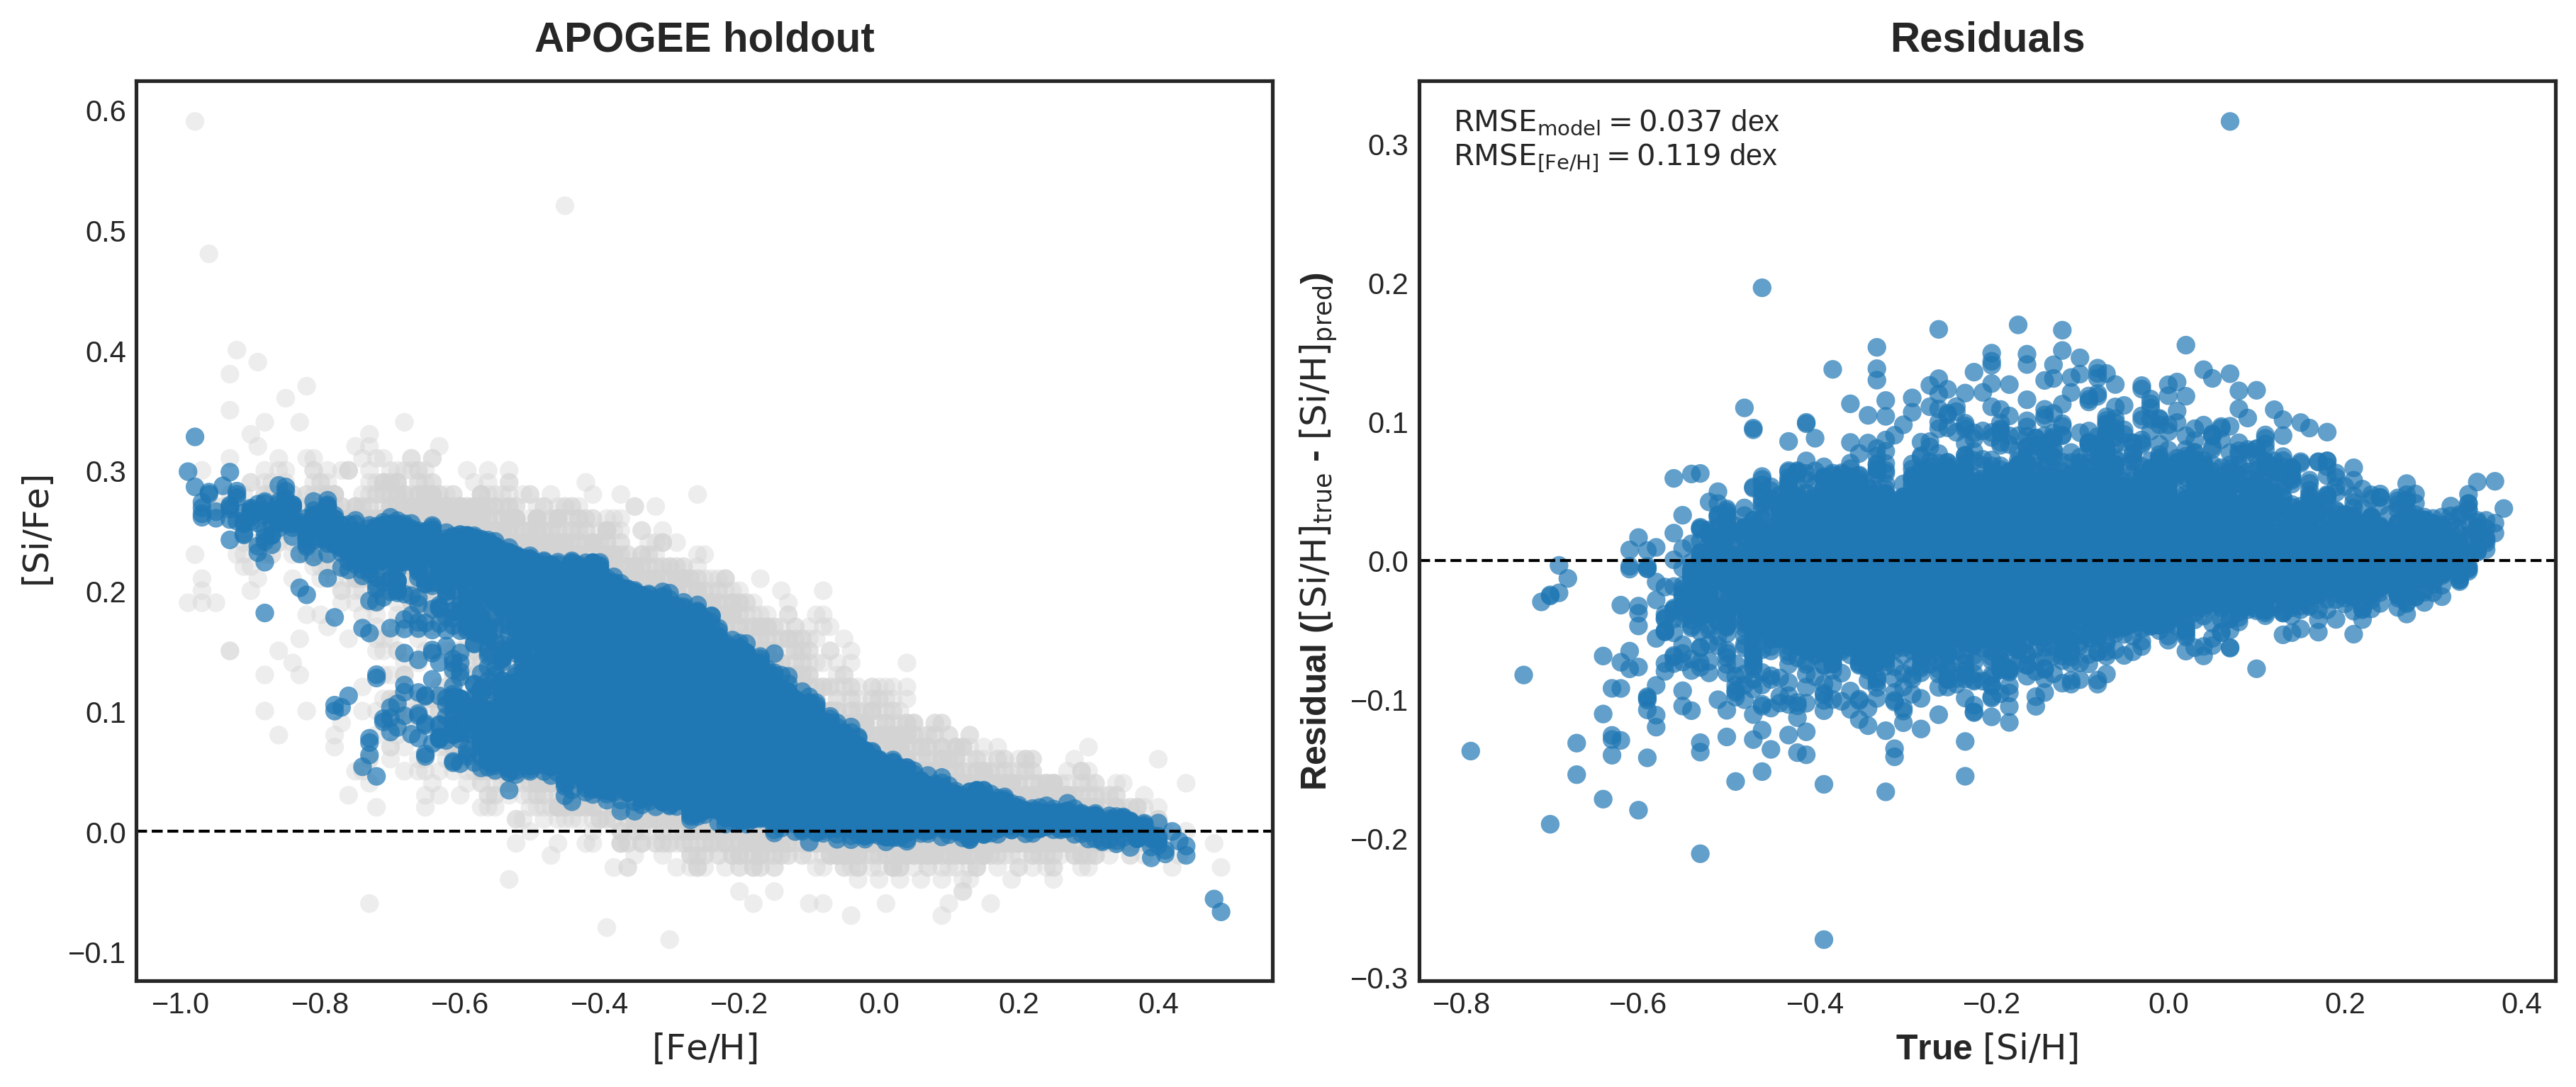 APOGEE holdout
[Si/Fe]
0.6
0.5
0.4
0.3
0.2
0.1
0.0
−0.1
−1.0 −0.8 −0.6 −0.4 −0.2 0.0 0.2 0.4
[Fe/H]
Residuals
RMSE_model = 0.037 dex
RMSE_[Fe/H] = 0.119 dex
Residual ([Si/H]_true - [Si/H]_pred)
0.3
0.2
0.1
0.0
−0.1
−0.2
−0.3
−0.8 −0.6 −0.4 −0.2 0.0 0.2 0.4
True [Si/H]